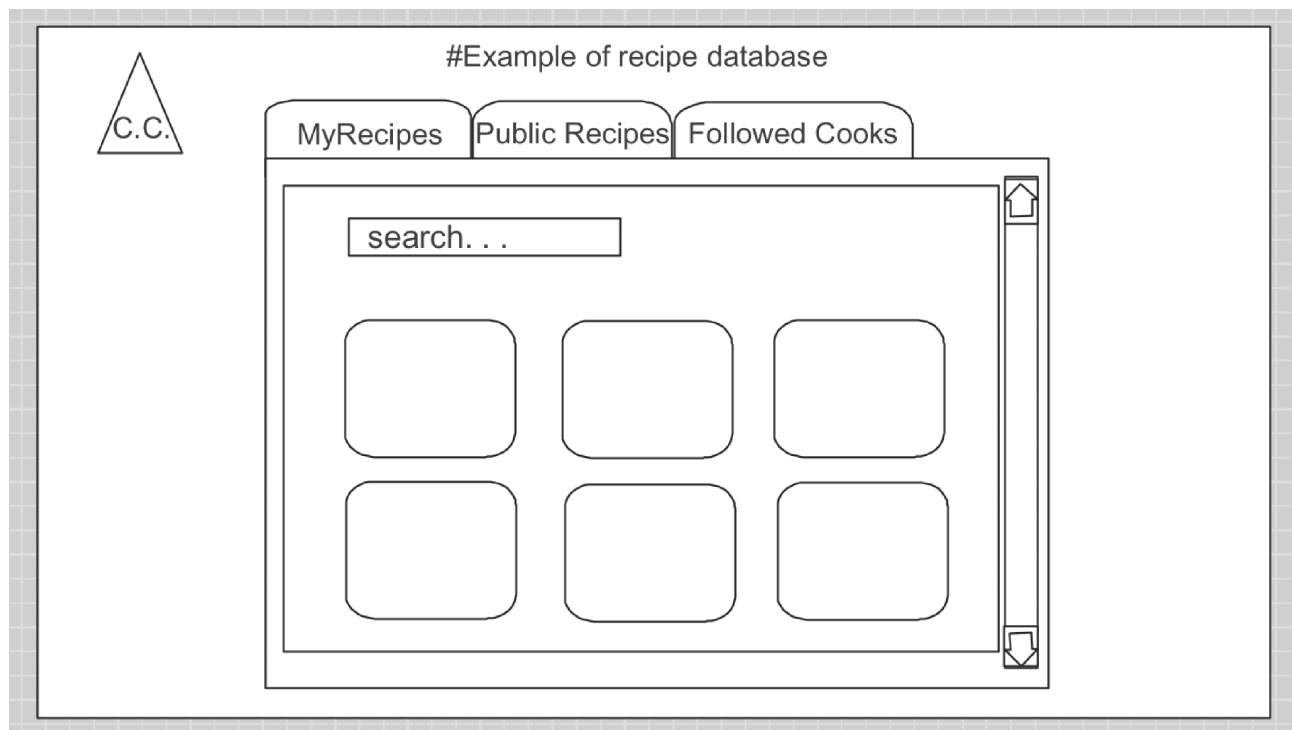 #Example of recipe database
C.C.
MyRecipes
Public Recipes
Followed Cooks
search. . .